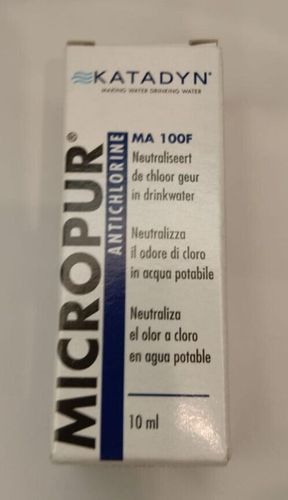 KATADYN®
MAKING WATER DRINKING WATER
MICROPUR®
ANTICHLORINE
MA 100F
Neutraliseert
de chloor geur
in drinkwater
Neutralizza
il odore di cloro
in acqua potabile
Neutraliza
el olor a cloro
en agua potable
10 ml